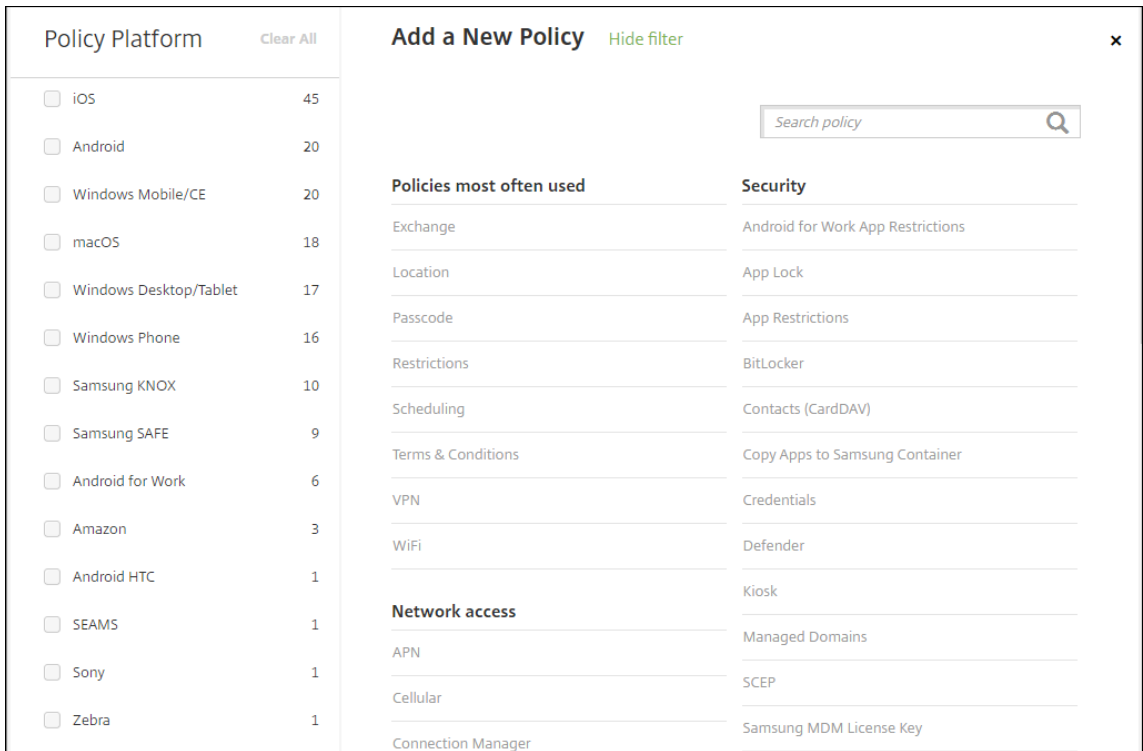 Policy Platform
Clear All
iOS 45
Android 20
Windows Mobile/CE 20
macOS 18
Windows Desktop/Tablet 17
Windows Phone 16
Samsung KNOX 10
Samsung SAFE 9
Android for Work 6
Amazon 3
Android HTC 1
SEAMS 1
Sony 1
Zebra 1
Add a New Policy
Hide filter
×
Search policy
Policies most often used
Exchange
Location
Passcode
Restrictions
Scheduling
Terms & Conditions
VPN
WiFi
Network access
APN
Cellular
Connection Manager
Security
Android for Work App Restrictions
App Lock
App Restrictions
BitLocker
Contacts (CardDAV)
Copy Apps to Samsung Container
Credentials
Defender
Kiosk
Managed Domains
SCEP
Samsung MDM License Key